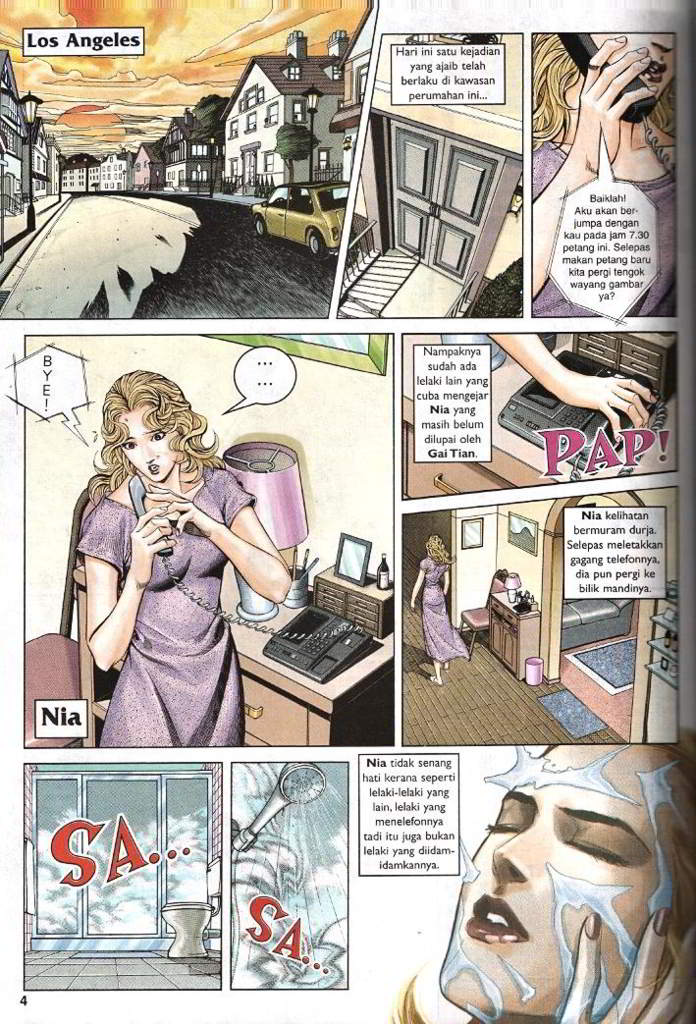 Los Angeles
Hari ini satu kejadian
yang ajaib telah
berlaku di kawasan
perumahan ini...
Baiklah!
Aku akan ber-
jumpa dengan
kau pada jam 7.30
petang ini. Selepas
makan petang baru
kita pergi tengok
wayang gambar
ya?
BYE!
... ...
Nia
Nampaknya
sudah ada
lelaki lain yang
cuba mengejar
Nia yang
masih belum
dilupai oleh
Gai Tian.
PAP!
Nia kelihatan
bermuram durja.
Selepas meletakkan
gagang telefonnya,
dia pun pergi ke
bilik mandinya.
SA...
SA...
Nia tidak senang
hati kerana seperti
lelaki-lelaki yang
lain, lelaki yang
menelefonnya
tadi itu juga bukan
lelaki yang diidam-
idamkannya.
4